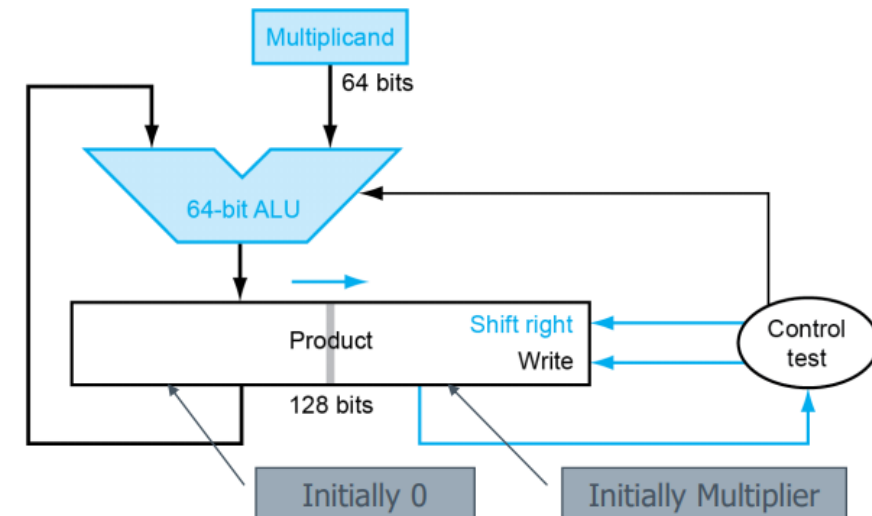 Multiplicand
64 bits
64-bit ALU
Product
Shift right
Write
Control
test
128 bits
Initially 0
Initially Multiplier